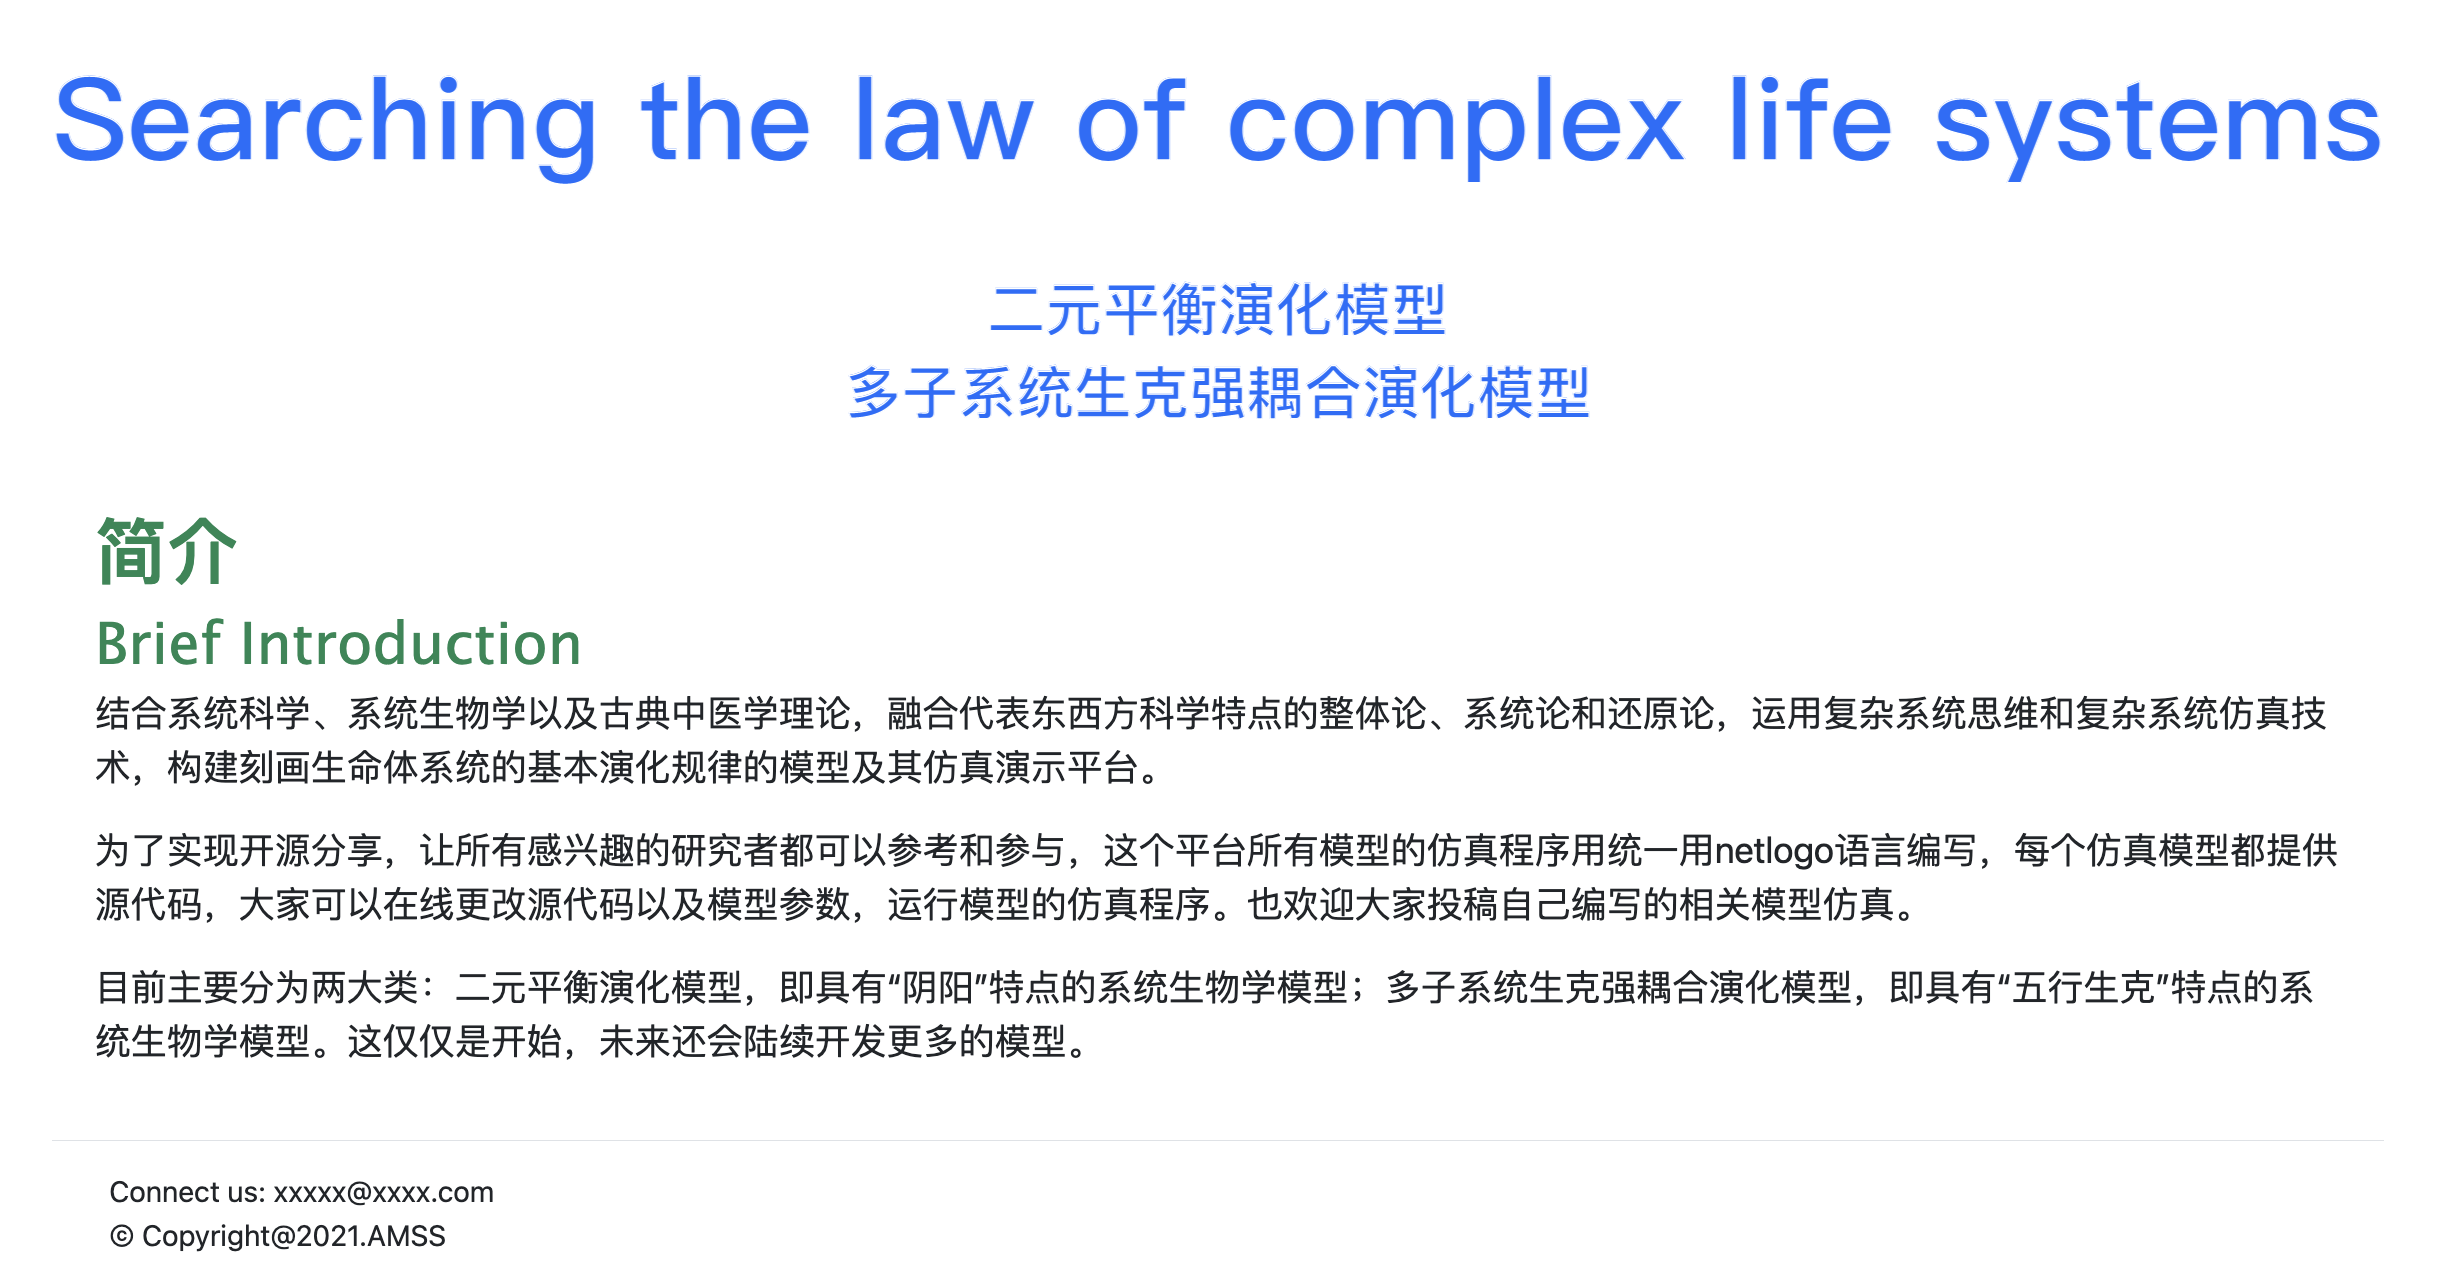 Searching the law of complex life systems
二元平衡演化模型
多子系统生克强耦合演化模型
简介
Brief Introduction
结合系统科学、系统生物学以及古典中医学理论，融合代表东西方科学特点的整体论、系统论和还原论，运用复杂系统思维和复杂系统仿真技
术，构建刻画生命体系统的基本演化规律的模型及其仿真演示平台。
为了实现开源分享，让所有感兴趣的研究者都可以参考和参与，这个平台所有模型的仿真程序用统一用netlogo语言编写，每个仿真模型都提供
源代码，大家可以在线更改源代码以及模型参数，运行模型的仿真程序。也欢迎大家投稿自己编写的相关模型仿真。
目前主要分为两大类：二元平衡演化模型，即具有“阴阳”特点的系统生物学模型；多子系统生克强耦合演化模型，即具有“五行生克”特点的系
统生物学模型。这仅仅是开始，未来还会陆续开发更多的模型。
Connect us: xxxxx@xxxx.com
© Copyright@2021.AMSS